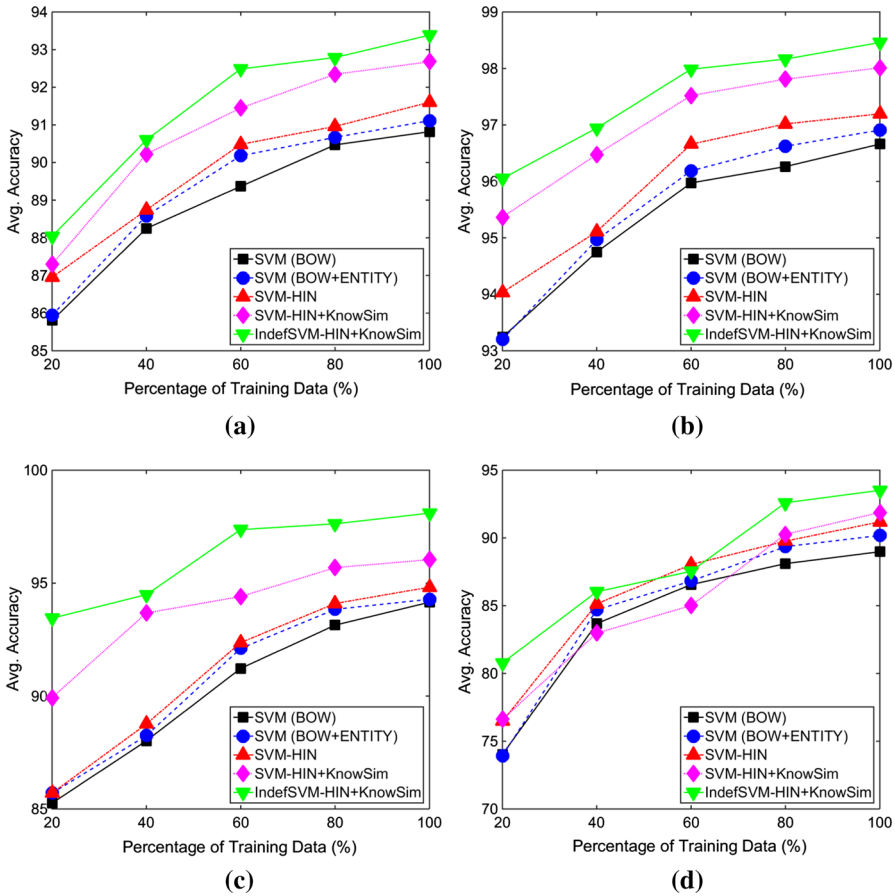 94
93
92
91
90
89
88
87
86
85
Avg. Accuracy
SVM (BOW)
SVM (BOW+ENTITY)
SVM-HIN
SVM-HIN+KnowSim
IndefSVM-HIN+KnowSim
20 40 60 80 100
Percentage of Training Data (%)
(a)
99
98
97
96
95
94
93
Avg. Accuracy
SVM (BOW)
SVM (BOW+ENTITY)
SVM-HIN
SVM-HIN+KnowSim
IndefSVM-HIN+KnowSim
20 40 60 80 100
Percentage of Training Data (%)
(b)
100
95
90
85
Avg. Accuracy
SVM (BOW)
SVM (BOW+ENTITY)
SVM-HIN
SVM-HIN+KnowSim
IndefSVM-HIN+KnowSim
20 40 60 80 100
Percentage of Training Data (%)
(c)
95
90
85
80
75
70
Avg. Accuracy
SVM (BOW)
SVM (BOW+ENTITY)
SVM-HIN
SVM-HIN+KnowSim
IndefSVM-HIN+KnowSim
20 40 60 80 100
Percentage of Training Data (%)
(d)